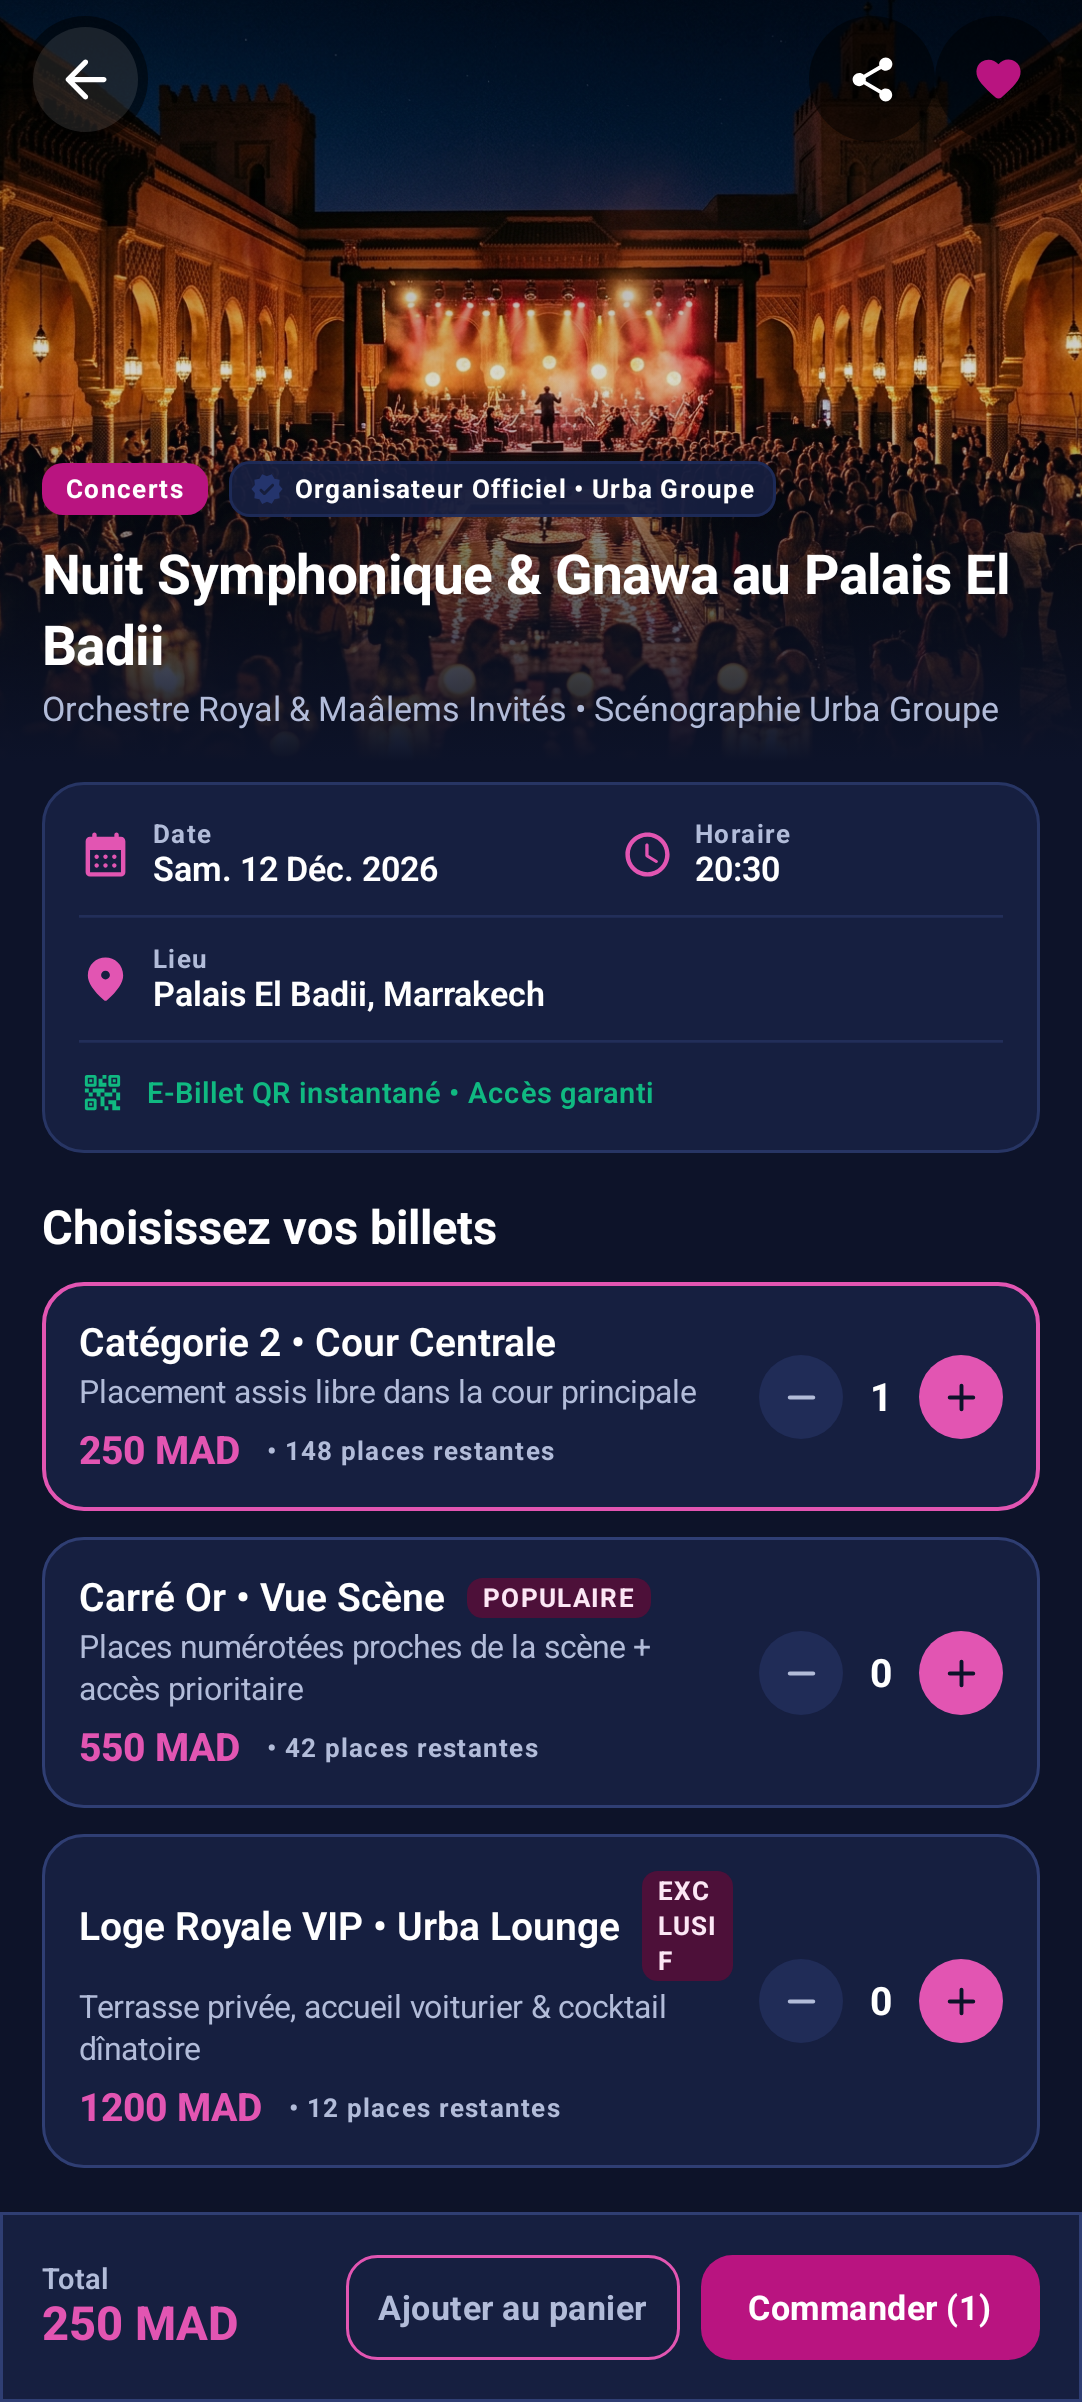 Concerts
Organisateur Officiel • Urba Groupe
Nuit Symphonique & Gnawa au Palais El
Badii
Orchestre Royal & Maâlems Invités • Scénographie Urba Groupe
Date
Sam. 12 Déc. 2026
Horaire
20:30
Lieu
Palais El Badii, Marrakech
E-Billet QR instantané • Accès garanti
Choisissez vos billets
Catégorie 2 • Cour Centrale
Placement assis libre dans la cour principale
250 MAD • 148 places restantes
1
Carré Or • Vue Scène POPULAIRE
Places numérotées proches de la scène +
accès prioritaire
550 MAD • 42 places restantes
0
Loge Royale VIP • Urba Lounge
EXC
LUSI
F
Terrasse privée, accueil voiturier & cocktail
dînatoire
1200 MAD • 12 places restantes
0
Total
250 MAD
Ajouter au panier
Commander (1)